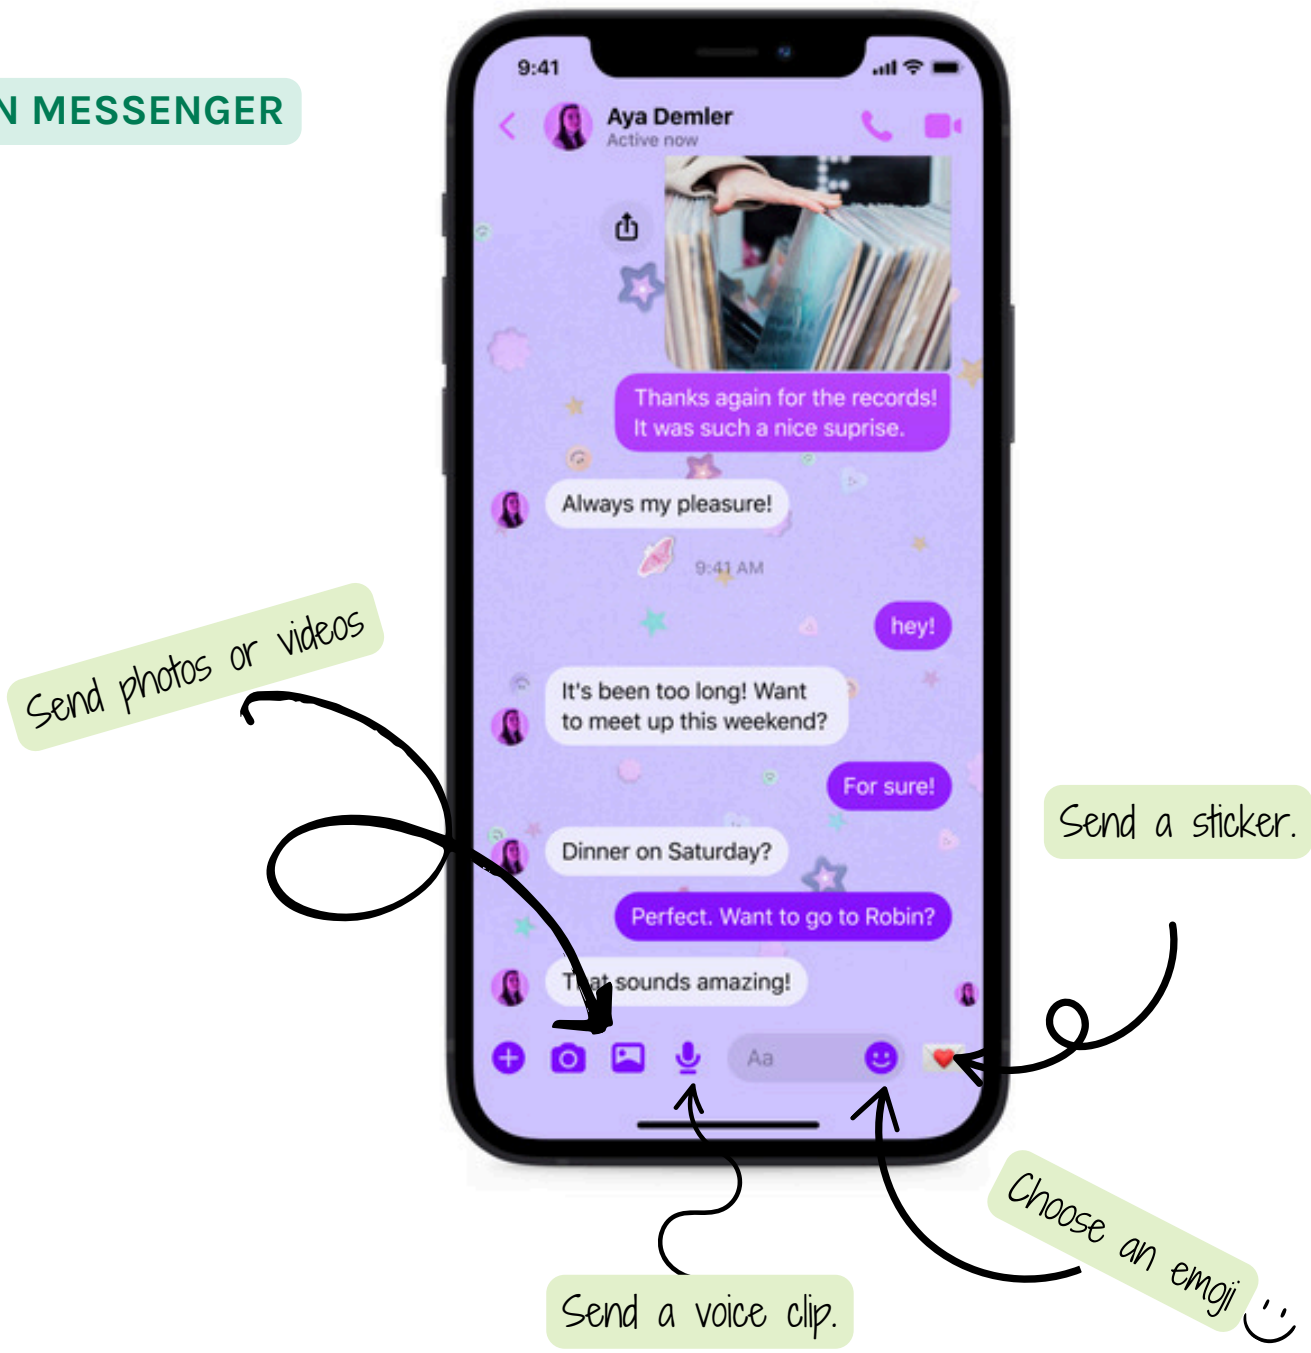 N MESSENGER
9:41
Aya Demler
Active now
Thanks again for the records!
It was such a nice suprise.
Always my pleasure!
9:41 AM
hey!
It's been too long! Want
to meet up this weekend?
For sure!
Dinner on Saturday?
Perfect. Want to go to Robin?
That sounds amazing!
Aa
Send photos or videos
Send a sticker.
Choose an emoji
Send a voice clip.